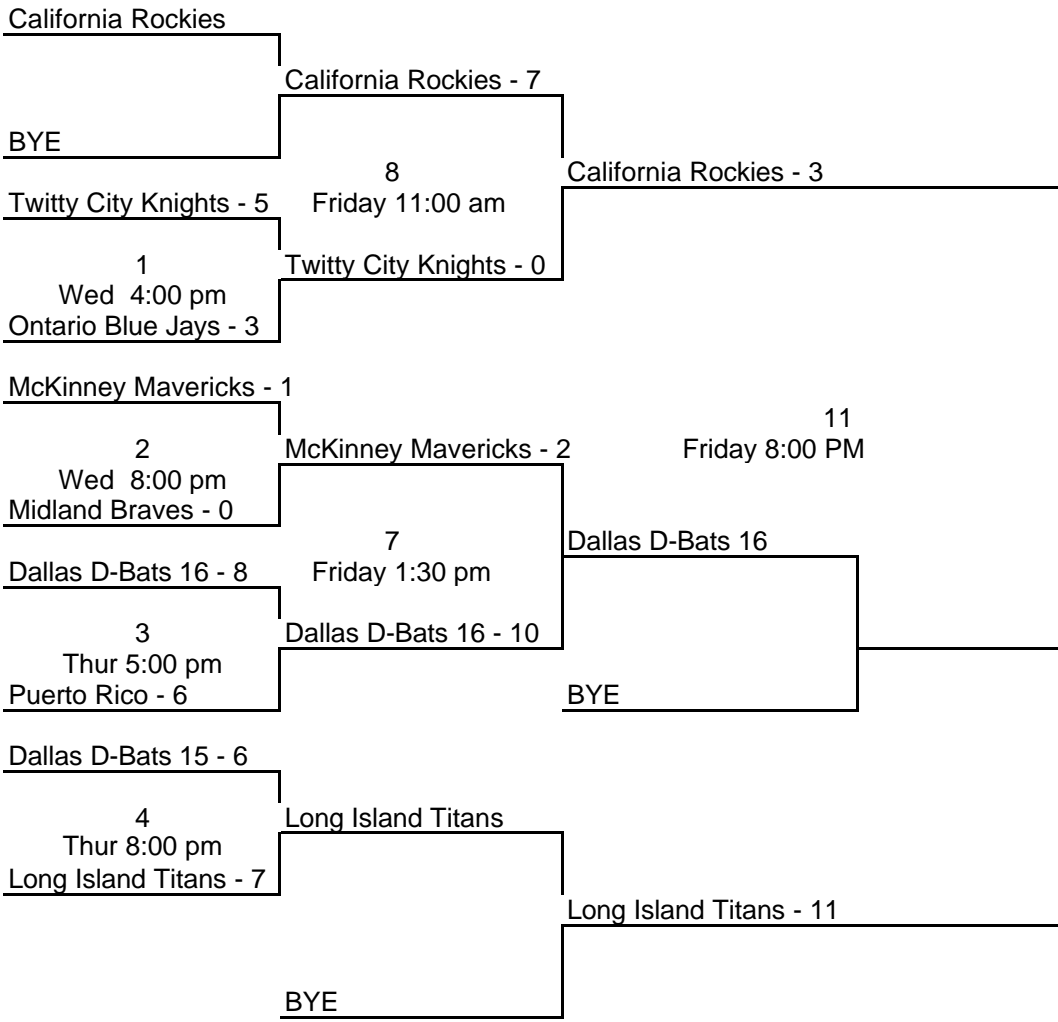 California Rockies
California Rockies - 7
BYE
8
California Rockies - 3
Twitty City Knights - 5
Friday 11:00 am
1
Twitty City Knights - 0
Wed 4:00 pm
Ontario Blue Jays - 3
McKinney Mavericks - 1
11
2
McKinney Mavericks - 2
Friday 8:00 PM
Wed 8:00 pm
Midland Braves - 0
7
Dallas D-Bats 16
Dallas D-Bats 16 - 8
Friday 1:30 pm
3
Dallas D-Bats 16 - 10
Thur 5:00 pm
Puerto Rico - 6
BYE
Dallas D-Bats 15 - 6
4
Long Island Titans
Thur 8:00 pm
Long Island Titans - 7
Long Island Titans - 11
BYE